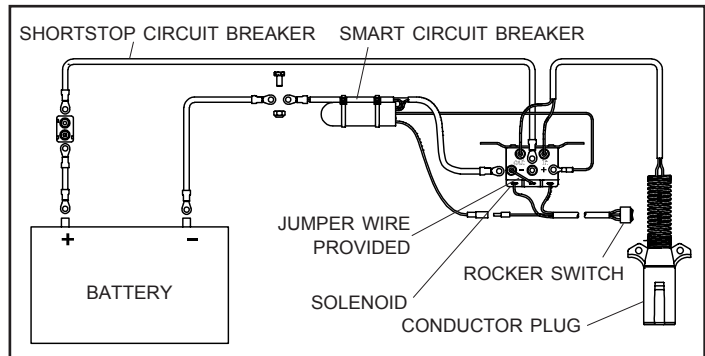 SHORTSTOP CIRCUIT BREAKER SMART CIRCUIT BREAKER
- +
JUMPER WIRE
PROVIDED
+ -
ROCKER SWITCH
BATTERY
SOLENOID
CONDUCTOR PLUG